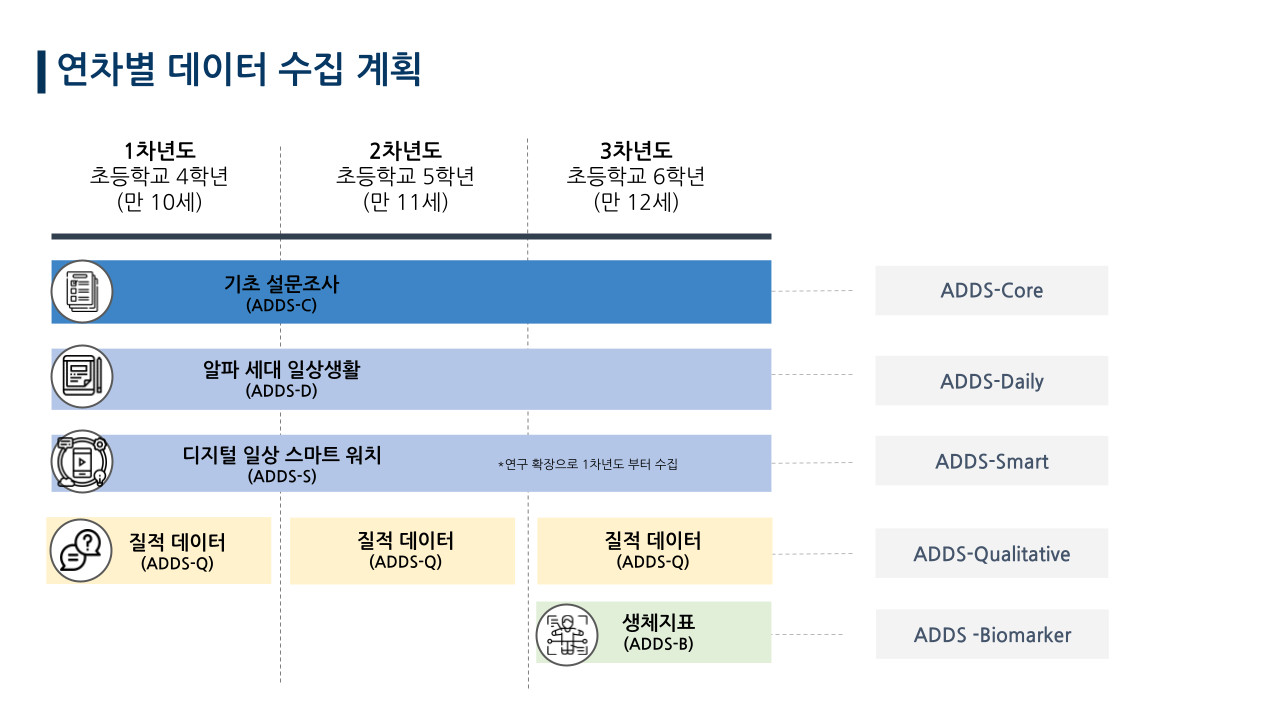 연차별 데이터 수집 계획
1차년도
초등학교 4학년
(만 10세)
2차년도
초등학교 5학년
(만 11세)
3차년도
초등학교 6학년
(만 12세)
기초 설문조사
(ADDS-C)
ADDS-Core
알파 세대 일상생활
(ADDS-D)
ADDS-Daily
디지털 일상 스마트 워치
(ADDS-S)
*연구 확장으로 1차년도 부터 수집
ADDS-Smart
질적 데이터
(ADDS-Q)
질적 데이터
(ADDS-Q)
질적 데이터
(ADDS-Q)
ADDS-Qualitative
생체지표
(ADDS-B)
ADDS -Biomarker